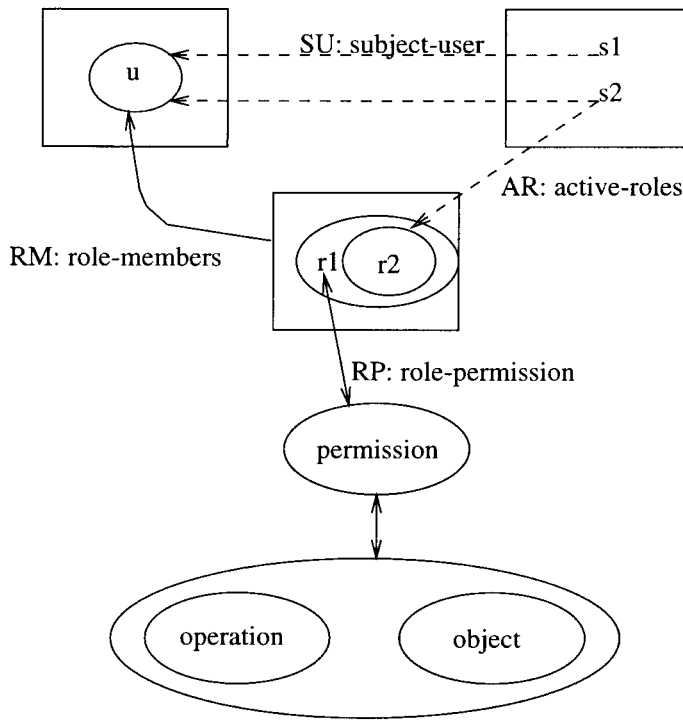 SU: subject-user
s1
u
s2
AR: active-roles
RM: role-members
r1
r2
RP: role-permission
permission
operation
object